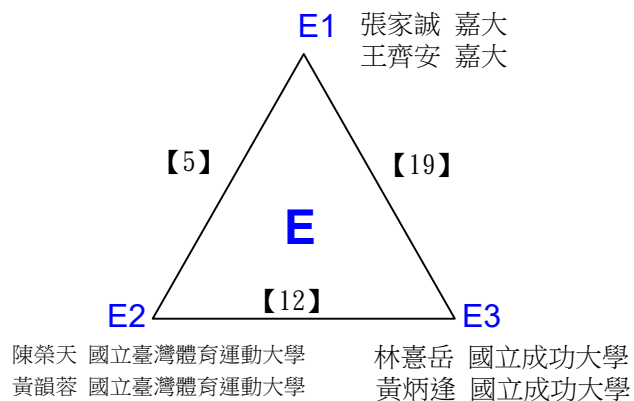 E1
張家誠 嘉大
王齊安 嘉大
【5】
【19】
E
【12】
E2
E3
陳榮天 國立臺灣體育運動大學
黃韻蓉 國立臺灣體育運動大學
林憙岳 國立成功大學
黃炳逢 國立成功大學